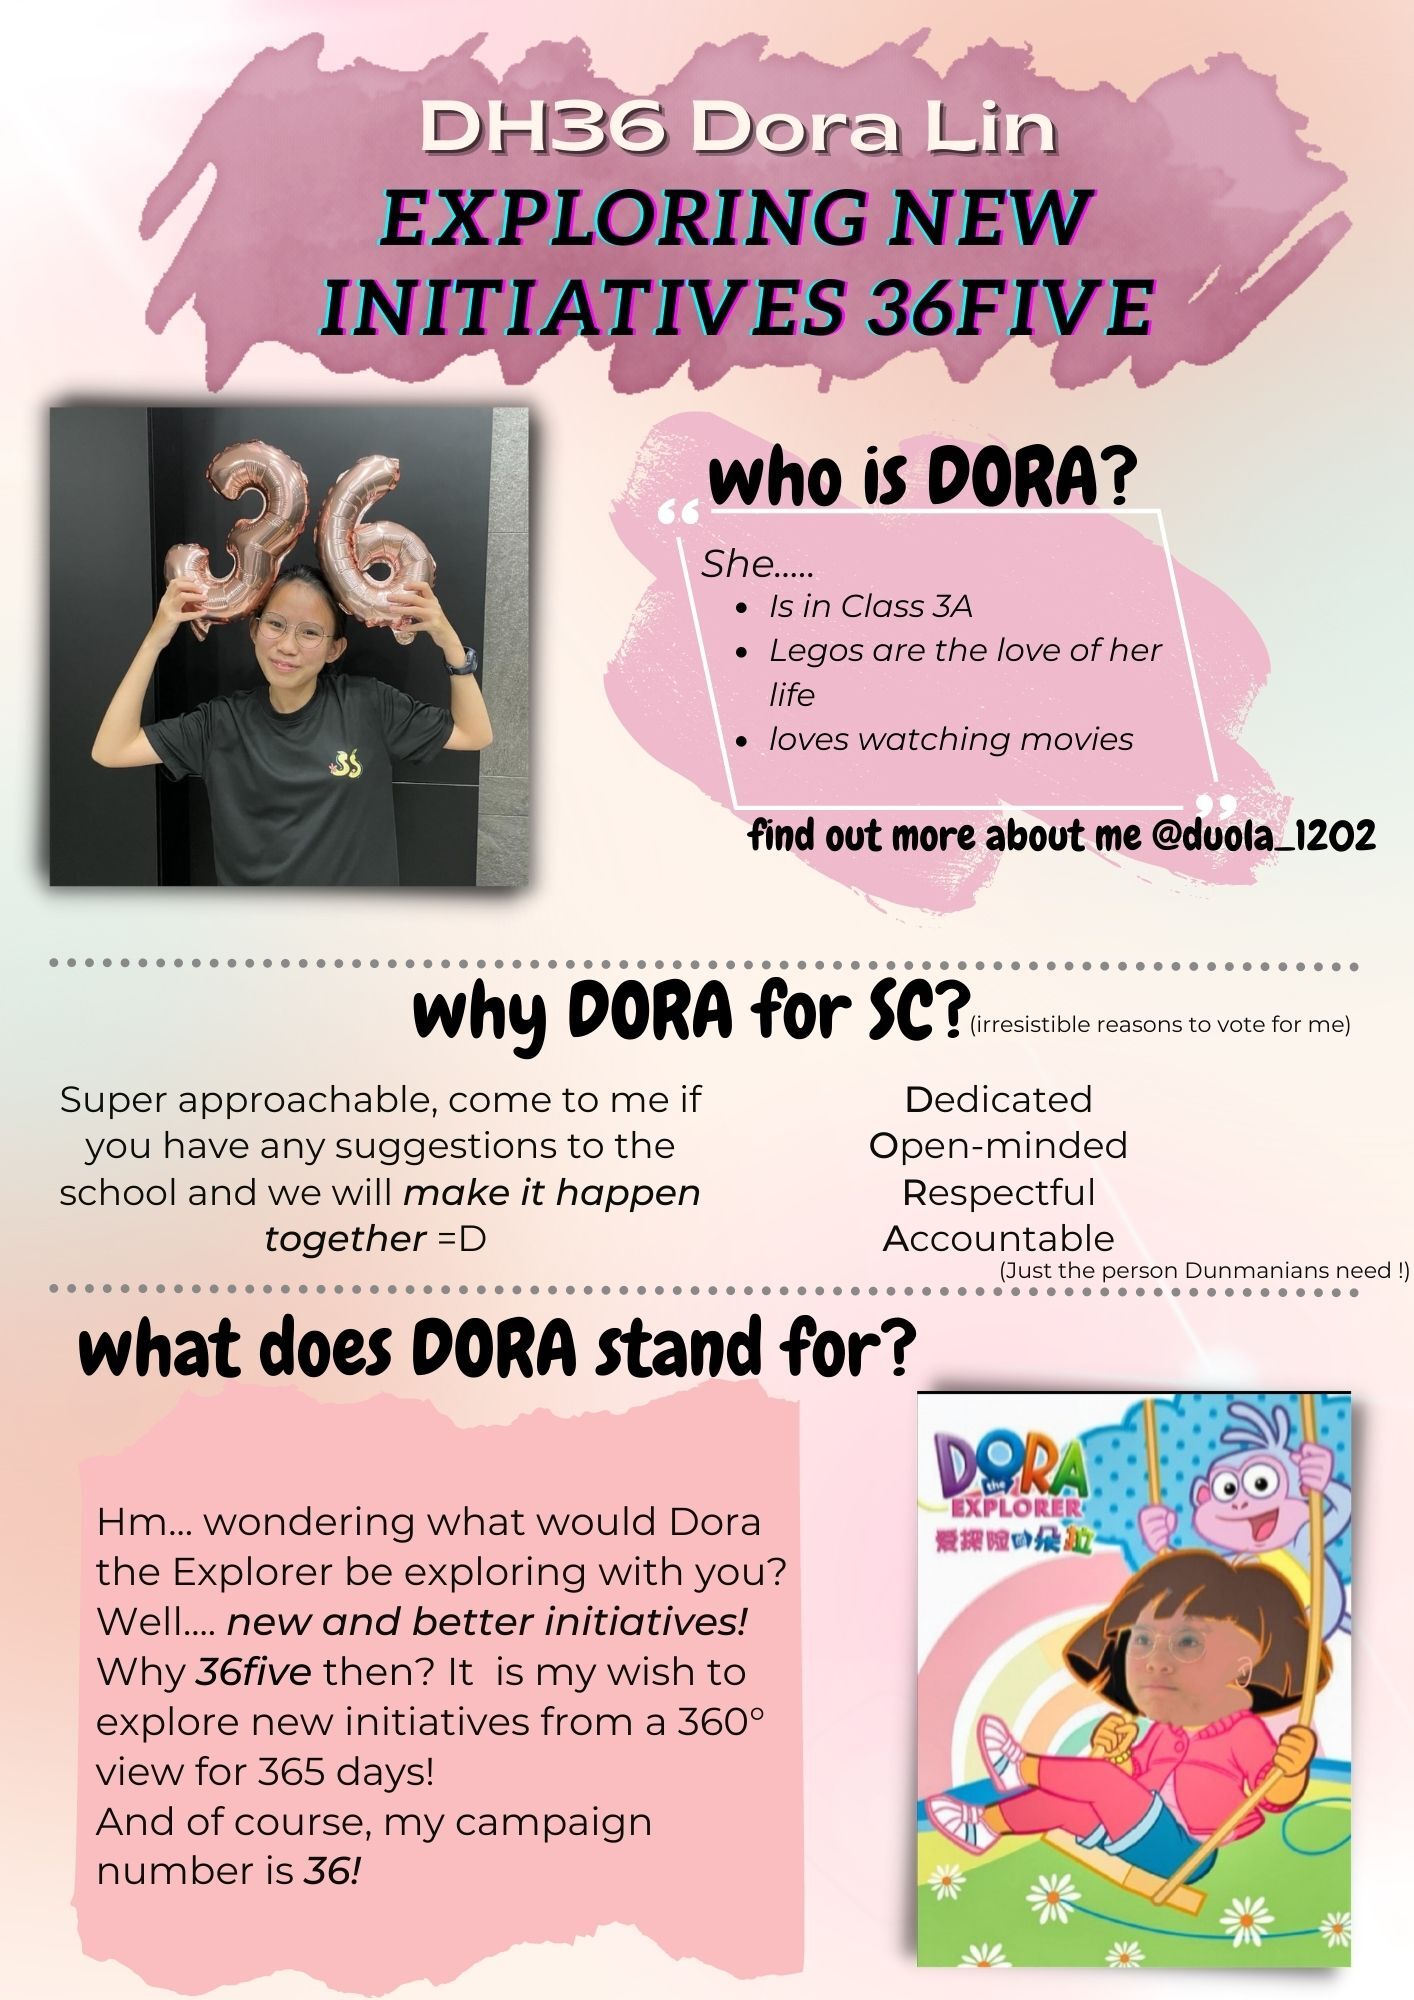 DH36 Dora Lin
EXPLORING NEW
INITIATIVES 36FIVE
36
who is DORA?
“
She.....
• Is in Class 3A
• Legos are the love of her
life
• loves watching movies
”
find out more about me @duola_1202
why DORA for SC?(irresistible reasons to vote for me)
Super approachable, come to me if
you have any suggestions to the
school and we will make it happen
together =D
Dedicated
Open-minded
Respectful
Accountable
(Just the person Dunmanians need !)
what does DORA stand for?
Hm... wondering what would Dora
the Explorer be exploring with you?
Well.... new and better initiatives!
Why 36five then? It  is my wish to
explore new initiatives from a 360°
view for 365 days!
And of course, my campaign
number is 36!
DORA
the
EXPLORER
爱探险的朵拉